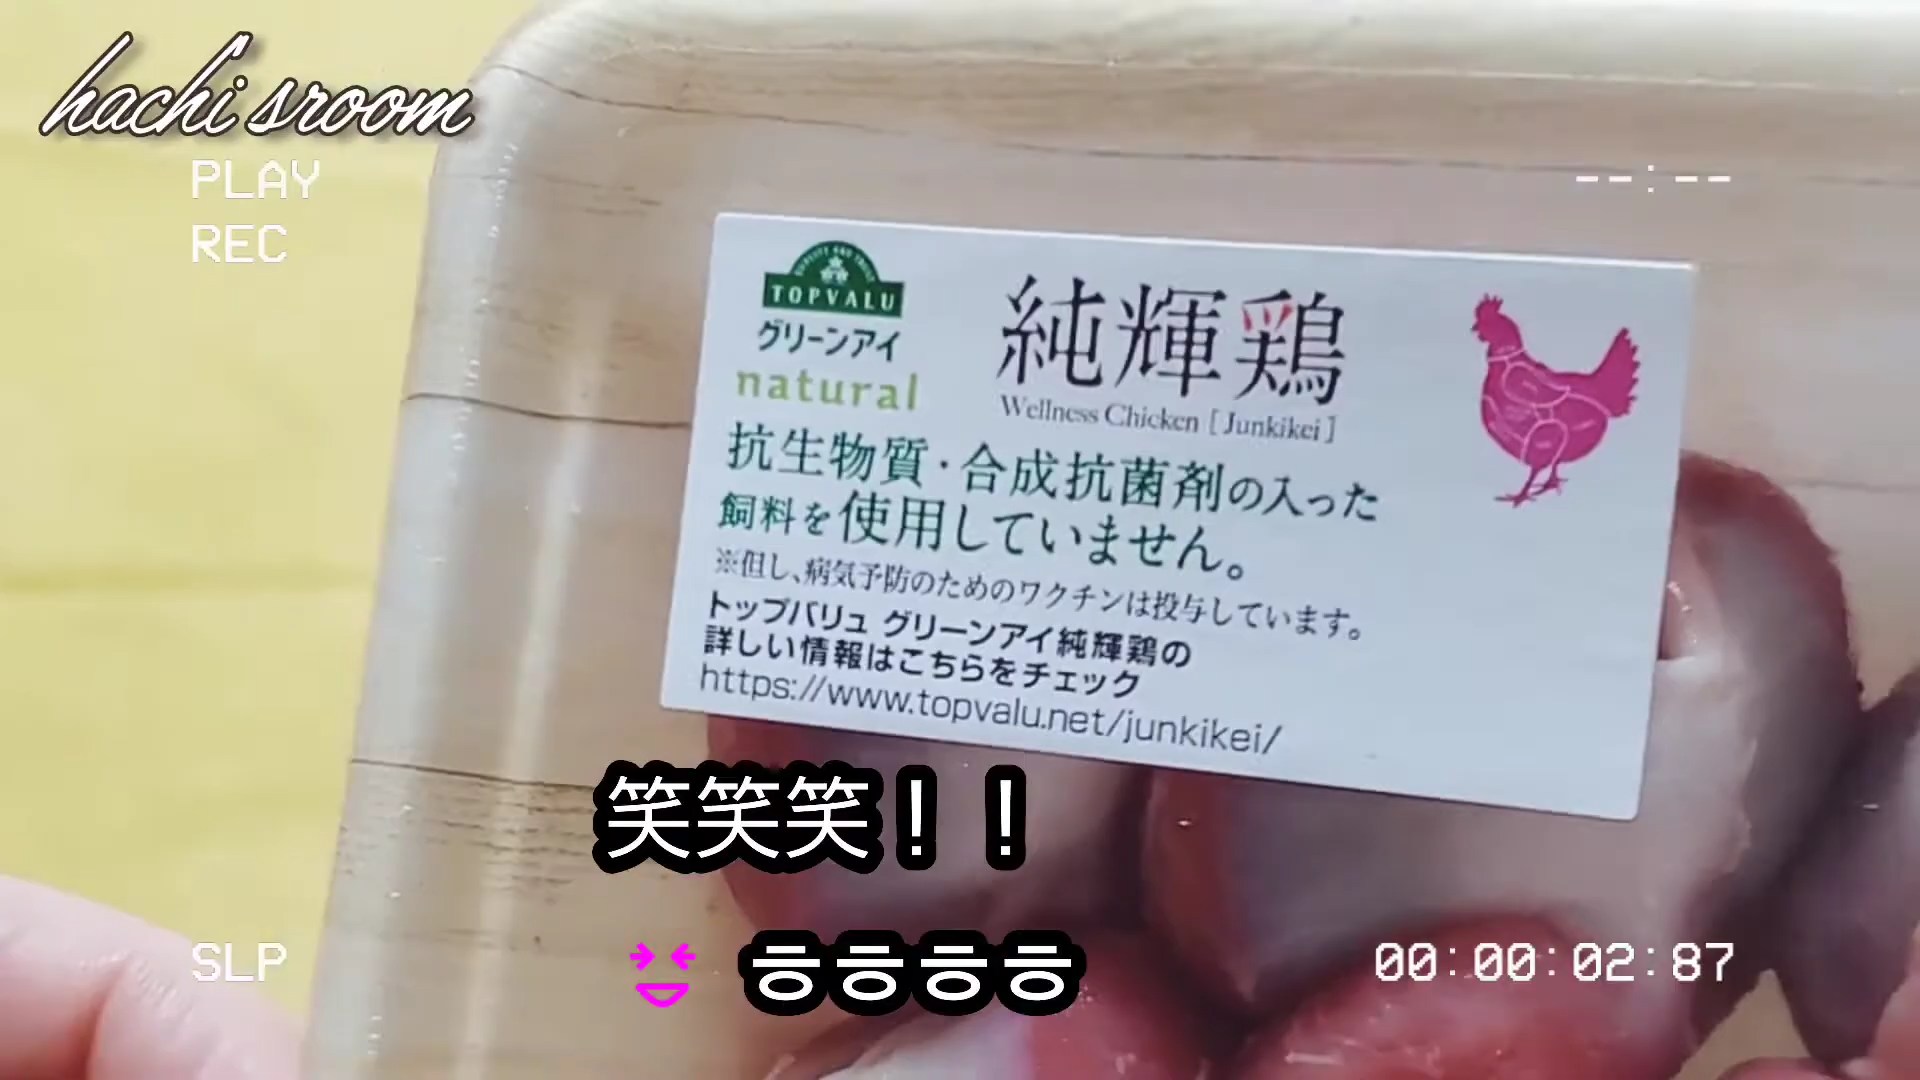 hachi'sroom
PLAY
REC
--:--
QUALITY AND TRUST
TOPVALU
グリーンアイ
natural
純輝鶏
Wellness Chicken [Junkikei]
抗生物質・合成抗菌剤の入った
飼料を使用していません。
※但し、病気予防のためのワクチンは投与しています。
トップバリュ グリーンアイ純輝鶏の
詳しい情報はこちらをチェック
https://www.topvalu.net/junkikei/
笑笑笑！！
ㅎㅎㅎㅎ
SLP
00:00:02:87